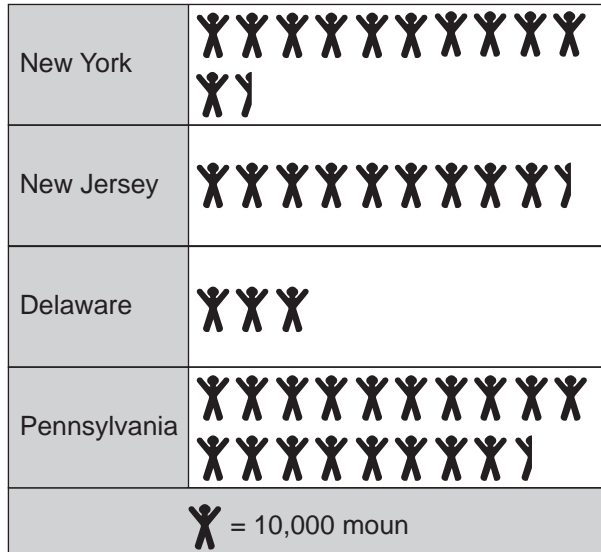 New York
New Jersey
Delaware
Pennsylvania
= 10,000 moun